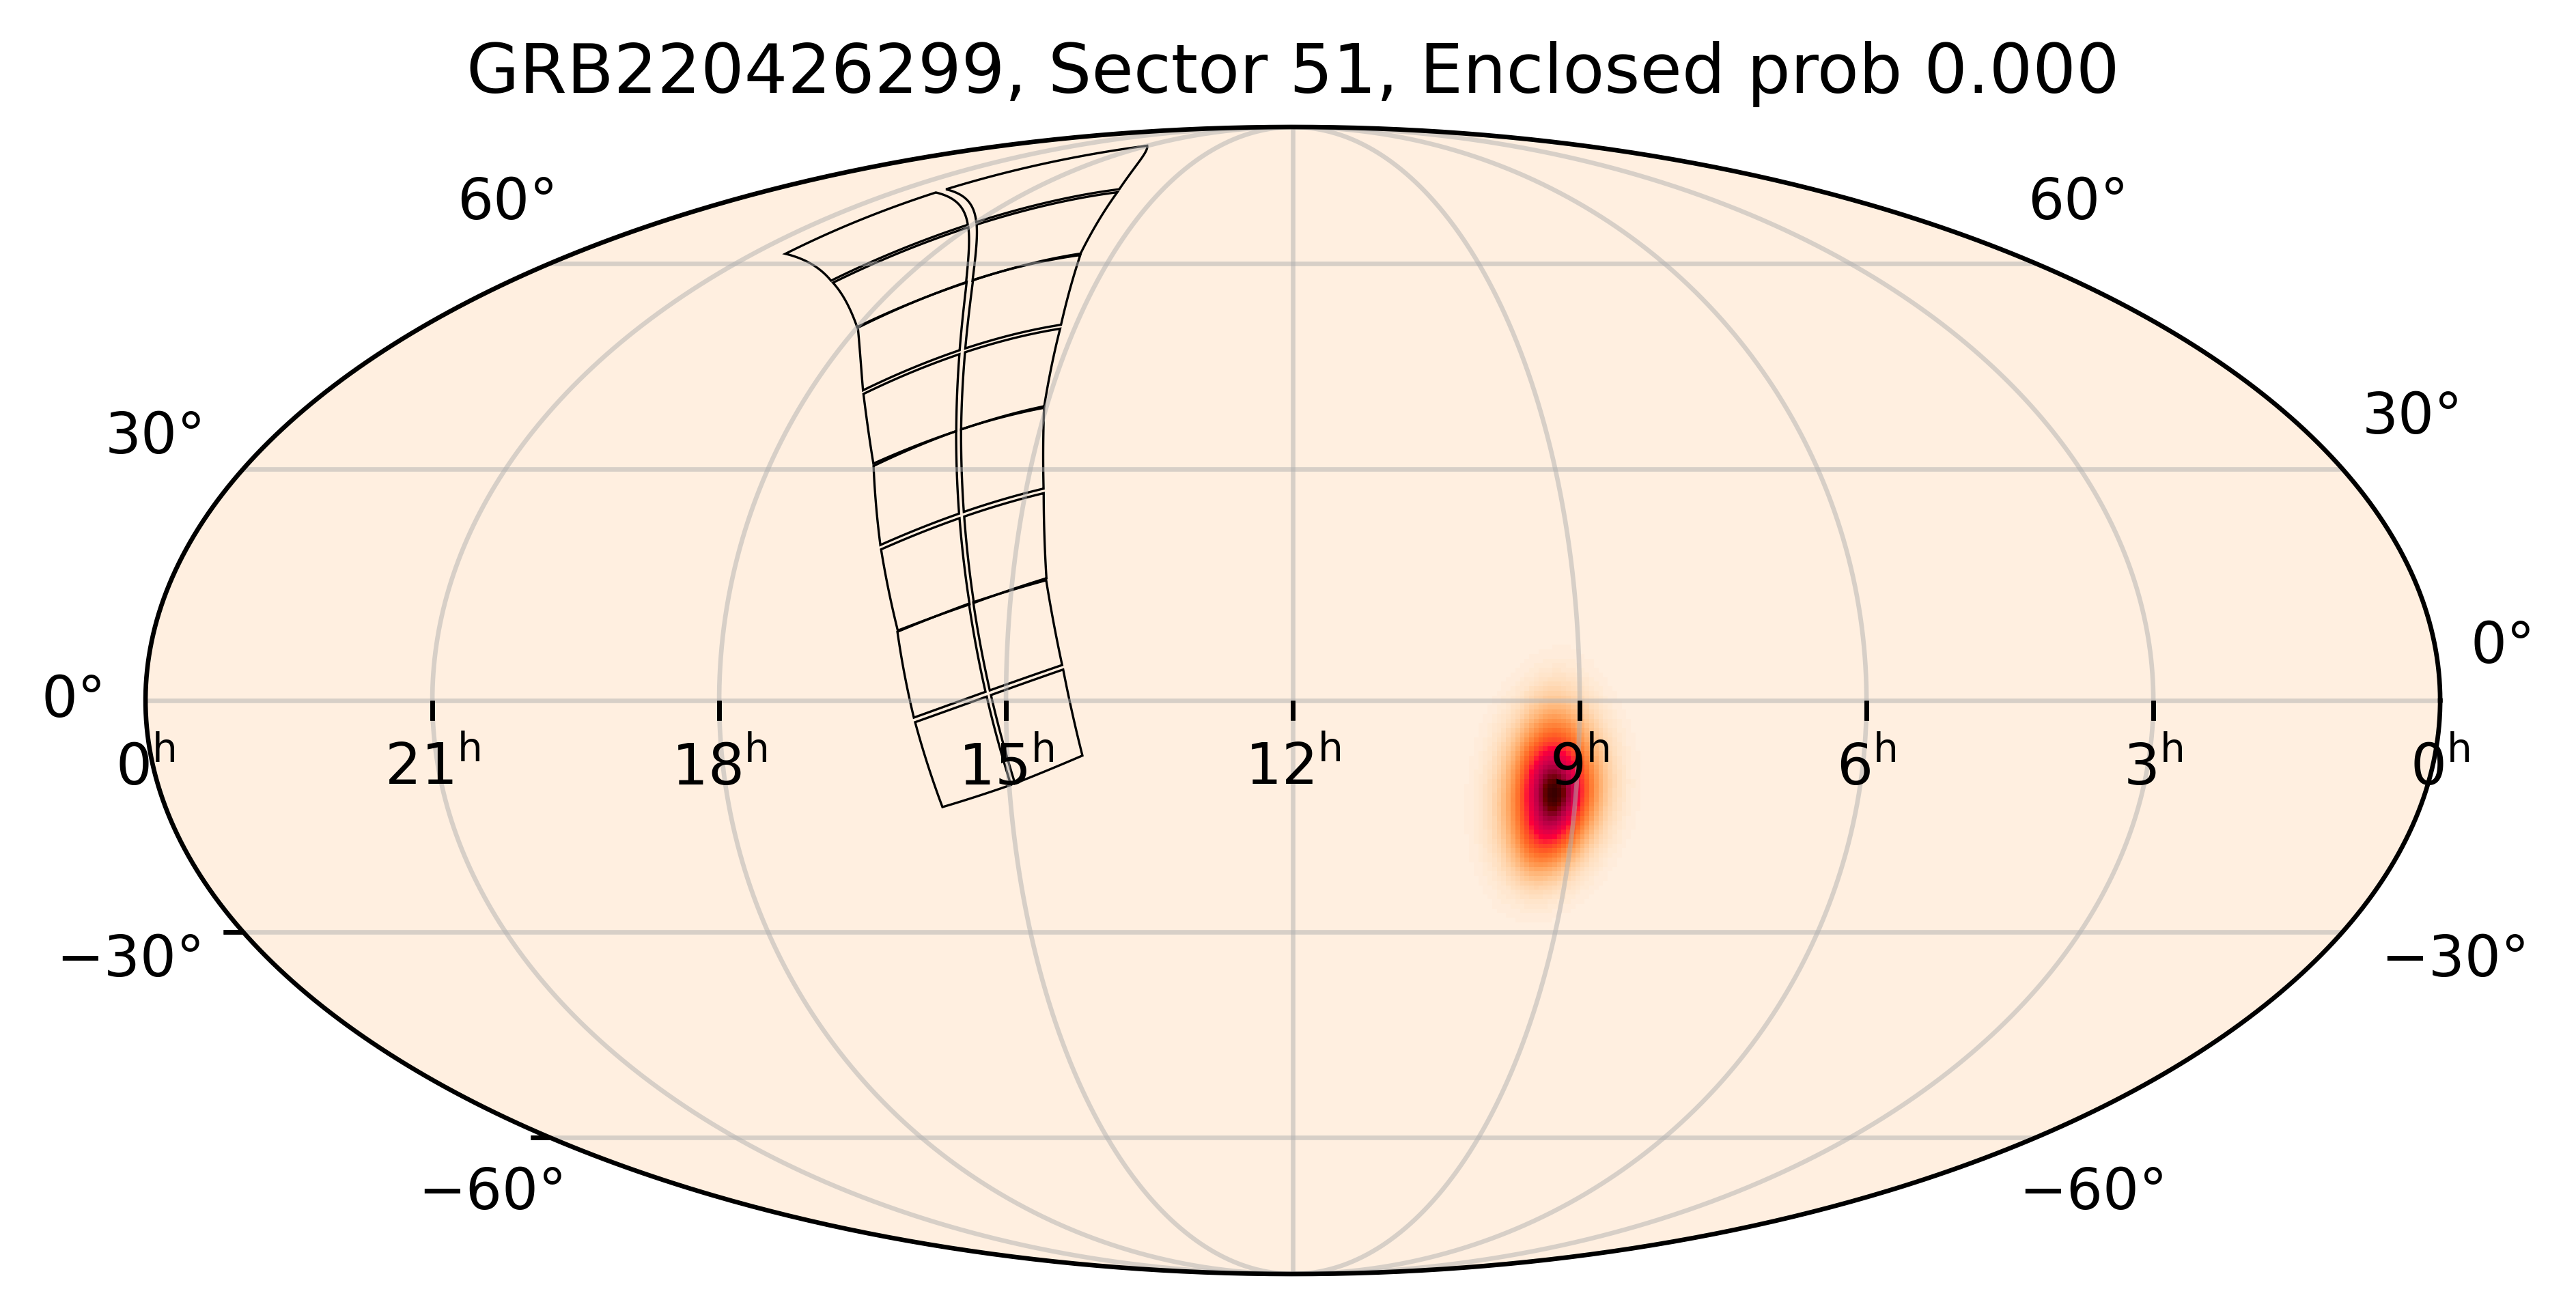 GRB220426299, Sector 51, Enclosed prob 0.000
60° 60°
30° 30°
0° 0°
0ʰ 21ʰ 18ʰ 15ʰ 12ʰ 9ʰ 6ʰ 3ʰ 0ʰ
−30° −30°
−60° −60°